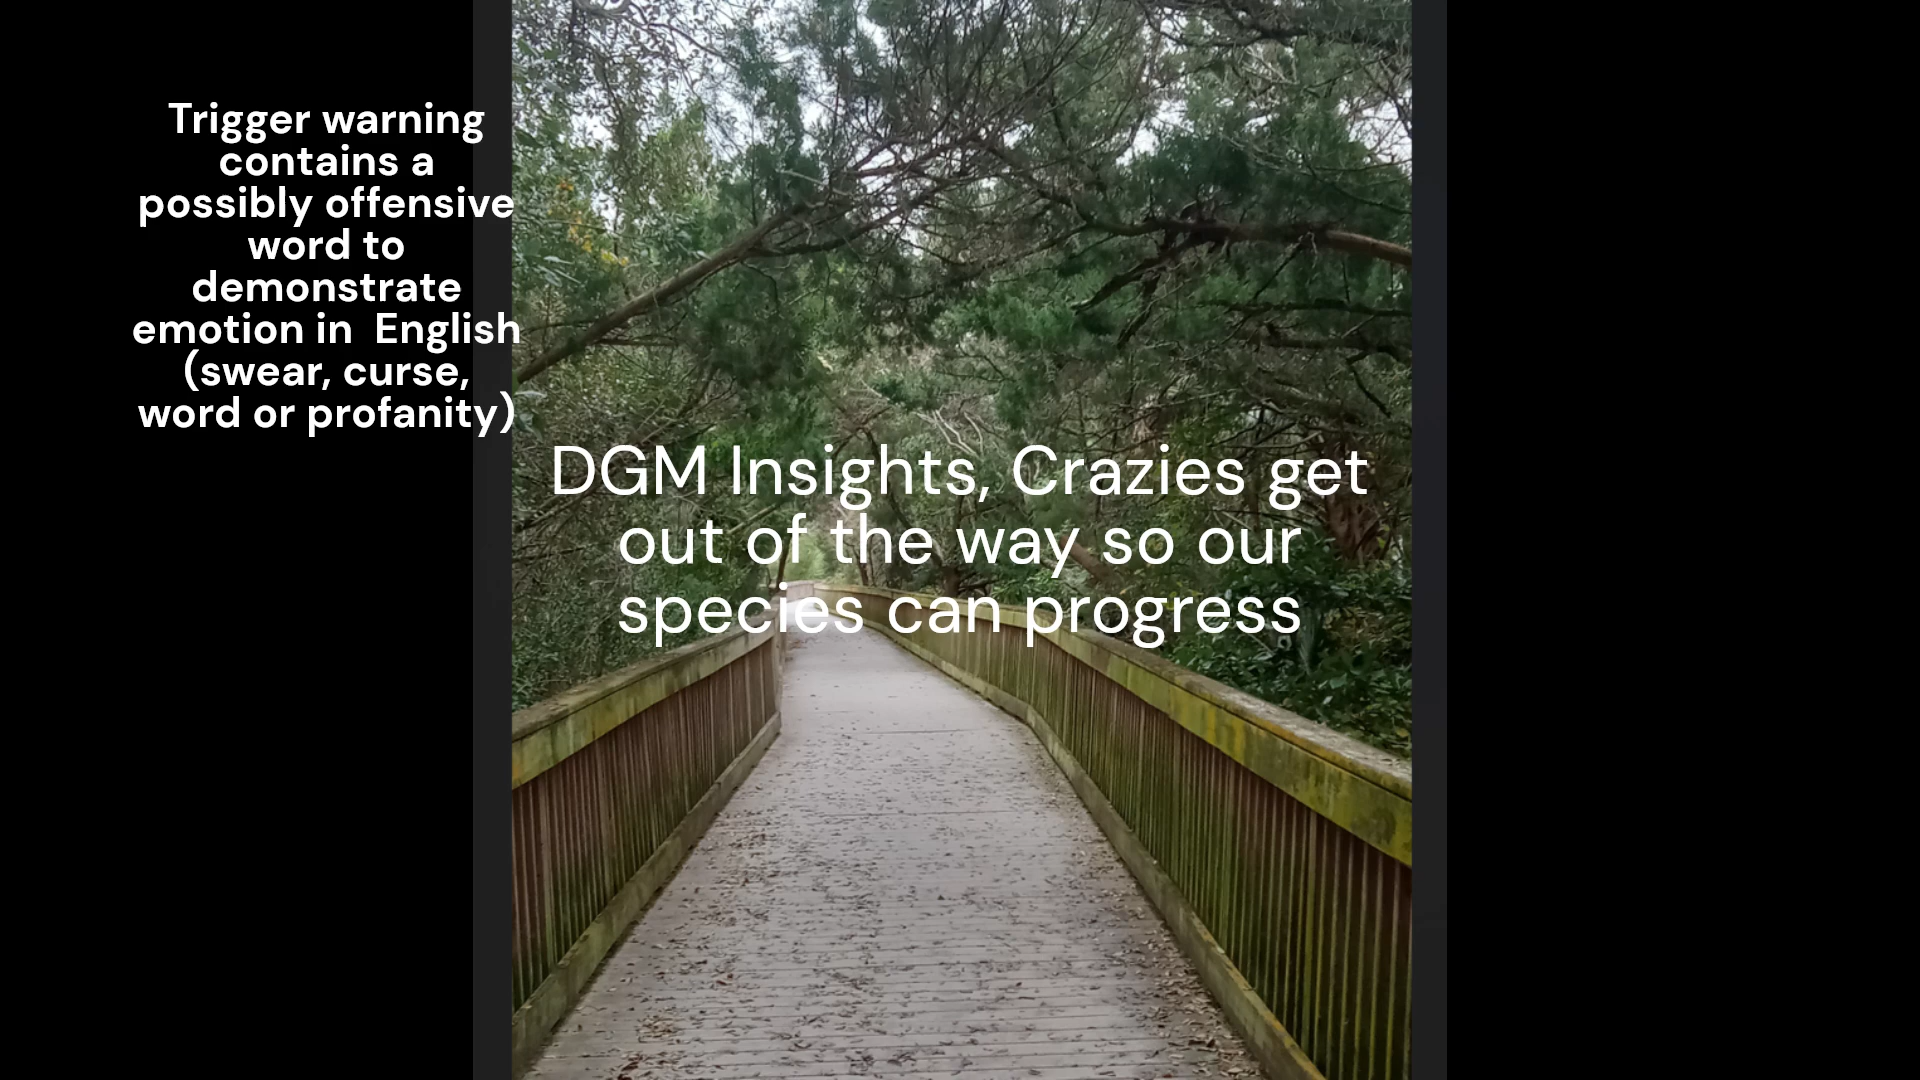 Trigger warning
contains a
possibly offensive
word to
demonstrate
emotion in  English
(swear, curse,
word or profanity)
DGM Insights, Crazies get
out of the way so our
species can progress